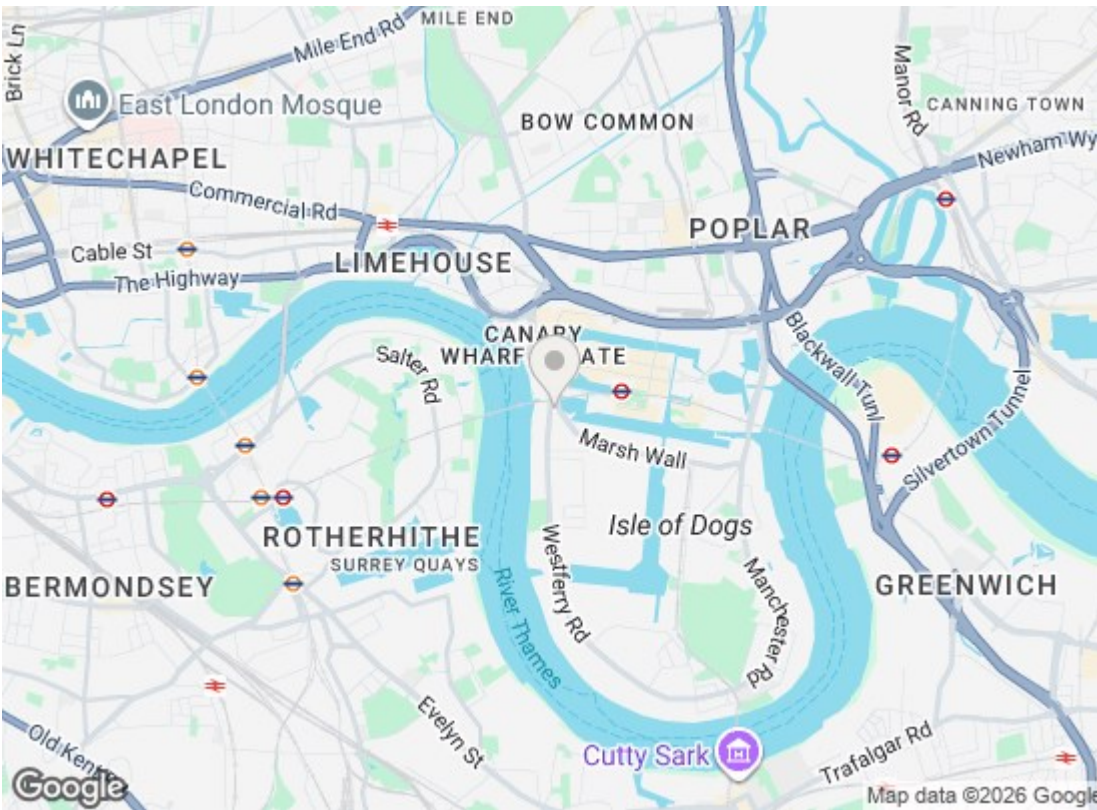 MILE END
Mile End Rd
Brick Ln
Manor Rd
East London Mosque
CANNING TOWN
BOW COMMON
WHITECHAPEL
Newham Wy
Commercial Rd
POPLAR
Cable St
LIMEHOUSE
The Highway
CANARY
WHARF
ATE
Salter Rd
Blackwall Tunl
Marsh Wall
Silvertown Tunnel
Isle of Dogs
ROTHERHITHE
SURREY QUAYS
Westferry Rd
BERMONDSEY
River Thames
Manchester Rd
GREENWICH
Evelyn St
Old Ken
Cutty Sark
Trafalgar Rd
Google
Map data ©2026 Google